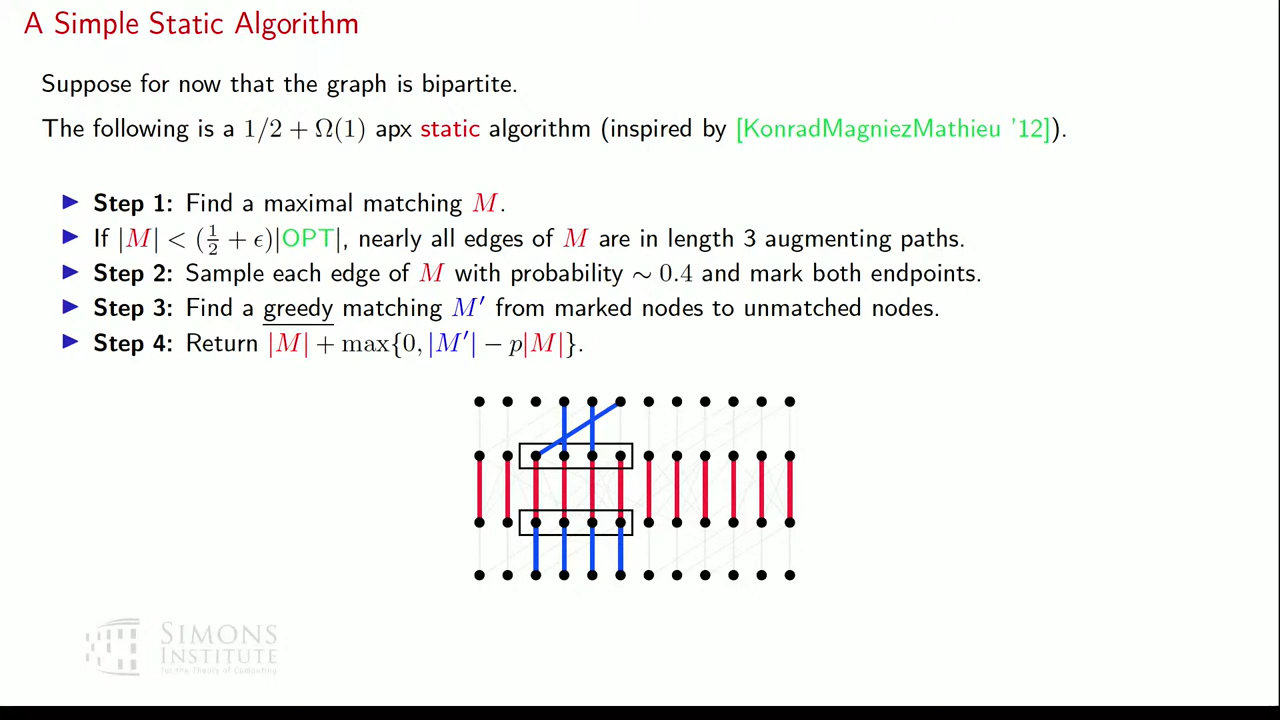 A Simple Static Algorithm
Suppose for now that the graph is bipartite.
The following is a 1/2 + Ω(1) apx static algorithm (inspired by [KonradMagniezMathieu '12]).
▶ Step 1: Find a maximal matching M.
▶ If |M| < (1/2 + ϵ)|OPT|, nearly all edges of M are in length 3 augmenting paths.
▶ Step 2: Sample each edge of M with probability ∼ 0.4 and mark both endpoints.
▶ Step 3: Find a greedy matching M′ from marked nodes to unmatched nodes.
▶ Step 4: Return |M| + max{0, |M′| − p|M|}.
SIMONS
INSTITUTE
for the Theory of Computing